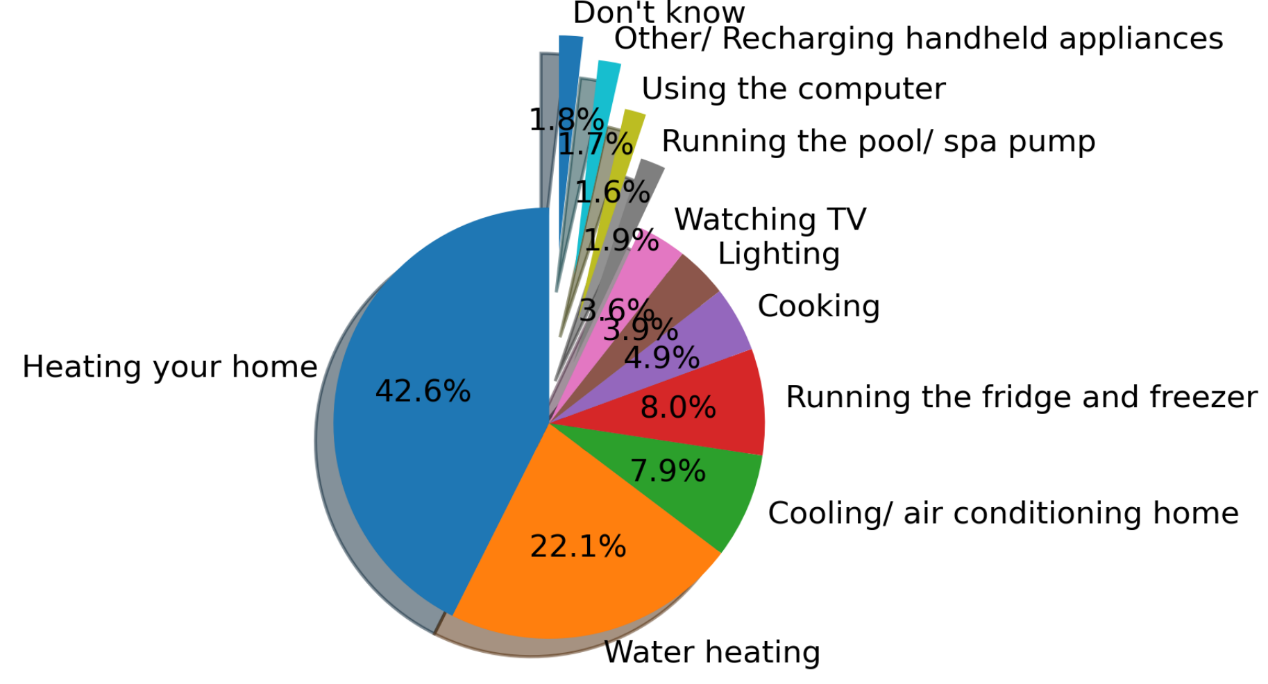 Don't know
Other/ Recharging handheld appliances
Using the computer
1.8%
Running the pool/ spa pump
1.7%
1.6%
Watching TV
1.9%
Lighting
Cooking
3.6%
3.9%
4.9%
Heating your home
42.6%
Running the fridge and freezer
8.0%
7.9%
Cooling/ air conditioning home
22.1%
Water heating